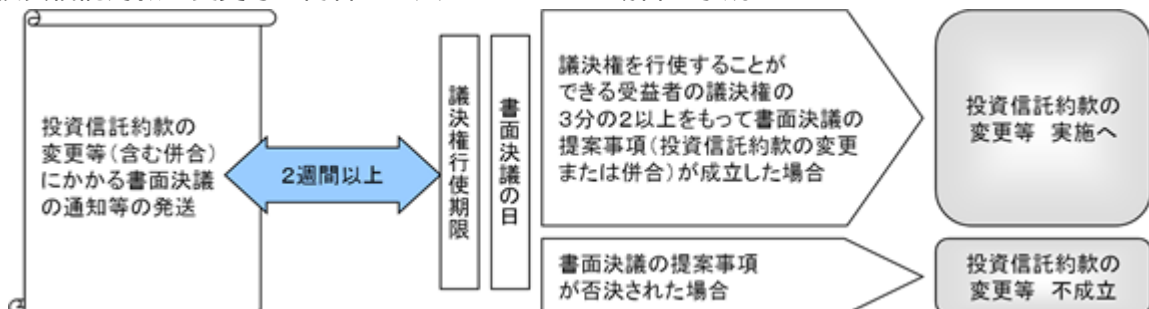 投資信託約款の
変更等(含む併合)
にかかる書面決議
の通知等の発送
2週間以上
議決権行使期限
書面決議の日
議決権を行使することが
できる受益者の議決権の
3分の2以上をもって書面決議の
提案事項(投資信託約款の変更
または併合)が成立した場合
投資信託約款の
変更等 実施へ
書面決議の提案事項
が否決された場合
投資信託約款の
変更等 不成立